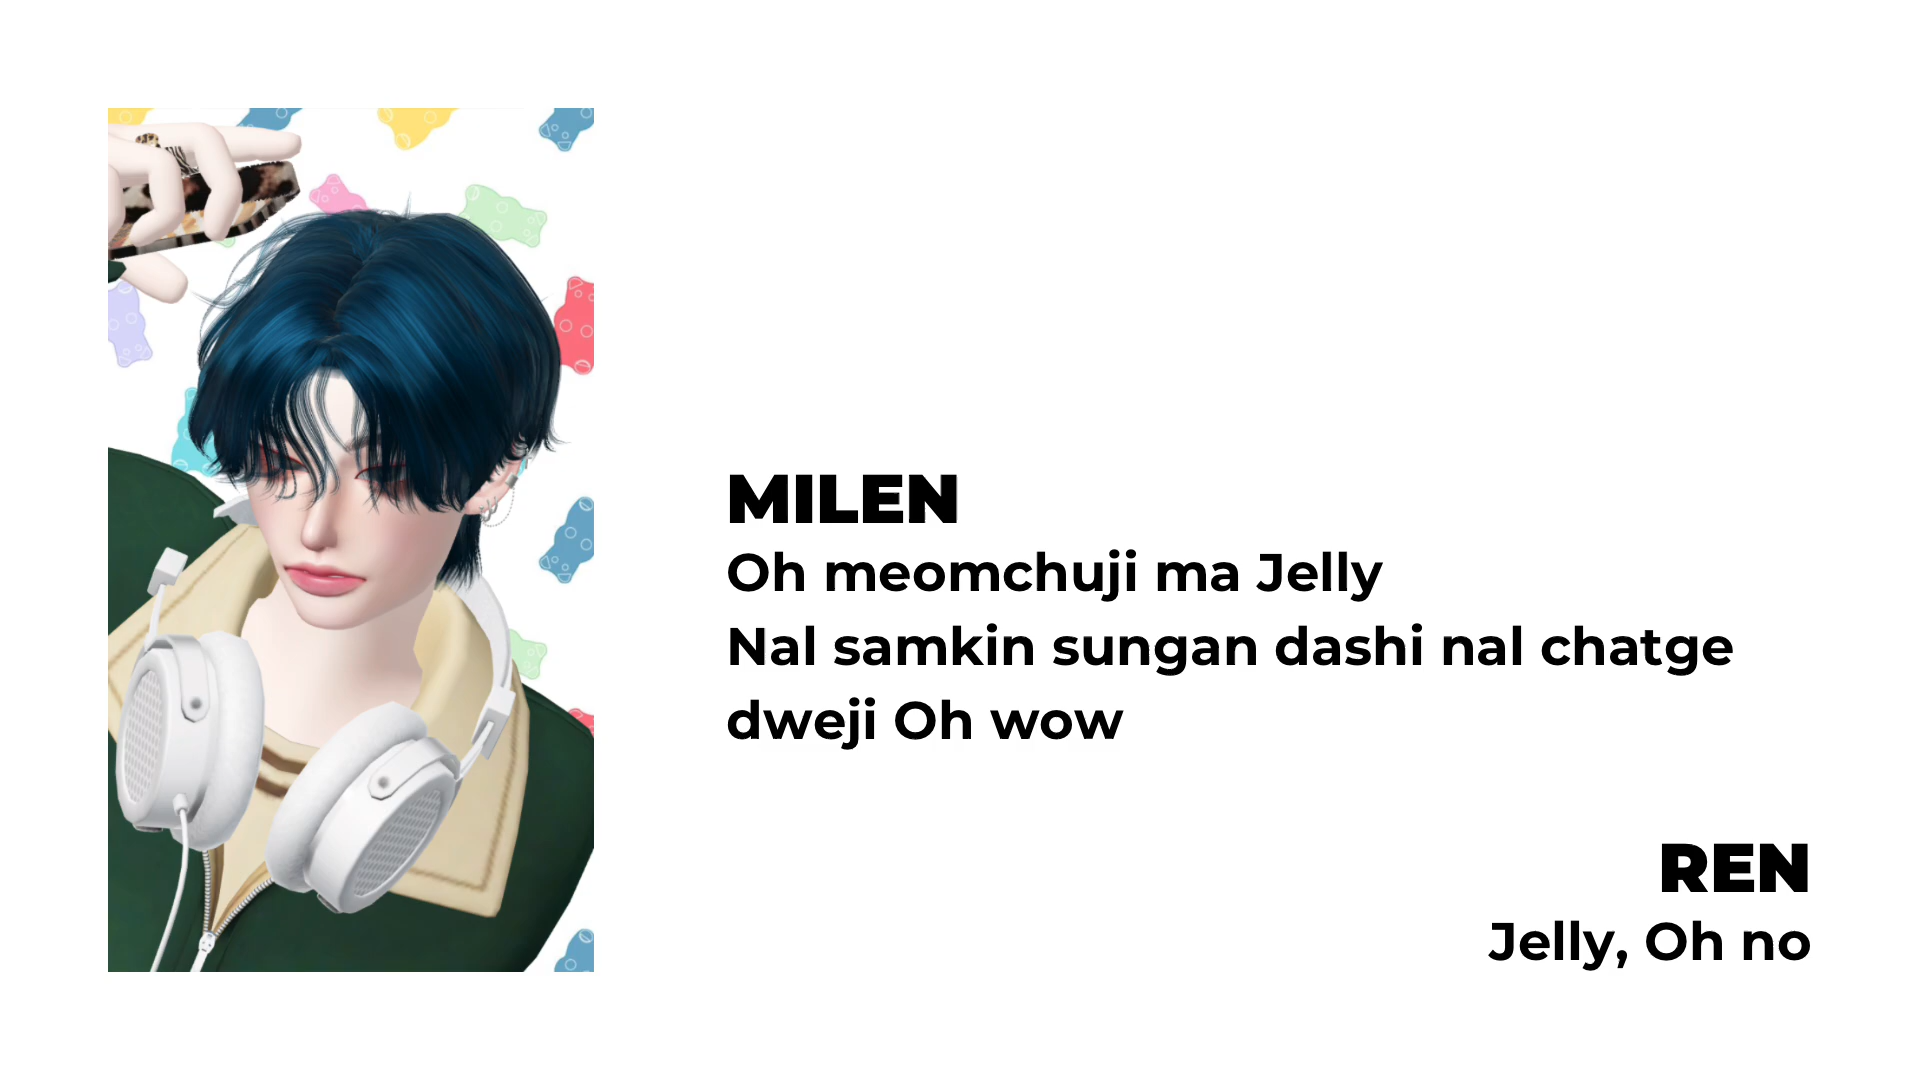 MILEN
Oh meomchuji ma Jelly
Nal samkin sungan dashi nal chatge
dweji Oh wow
REN
Jelly, Oh no